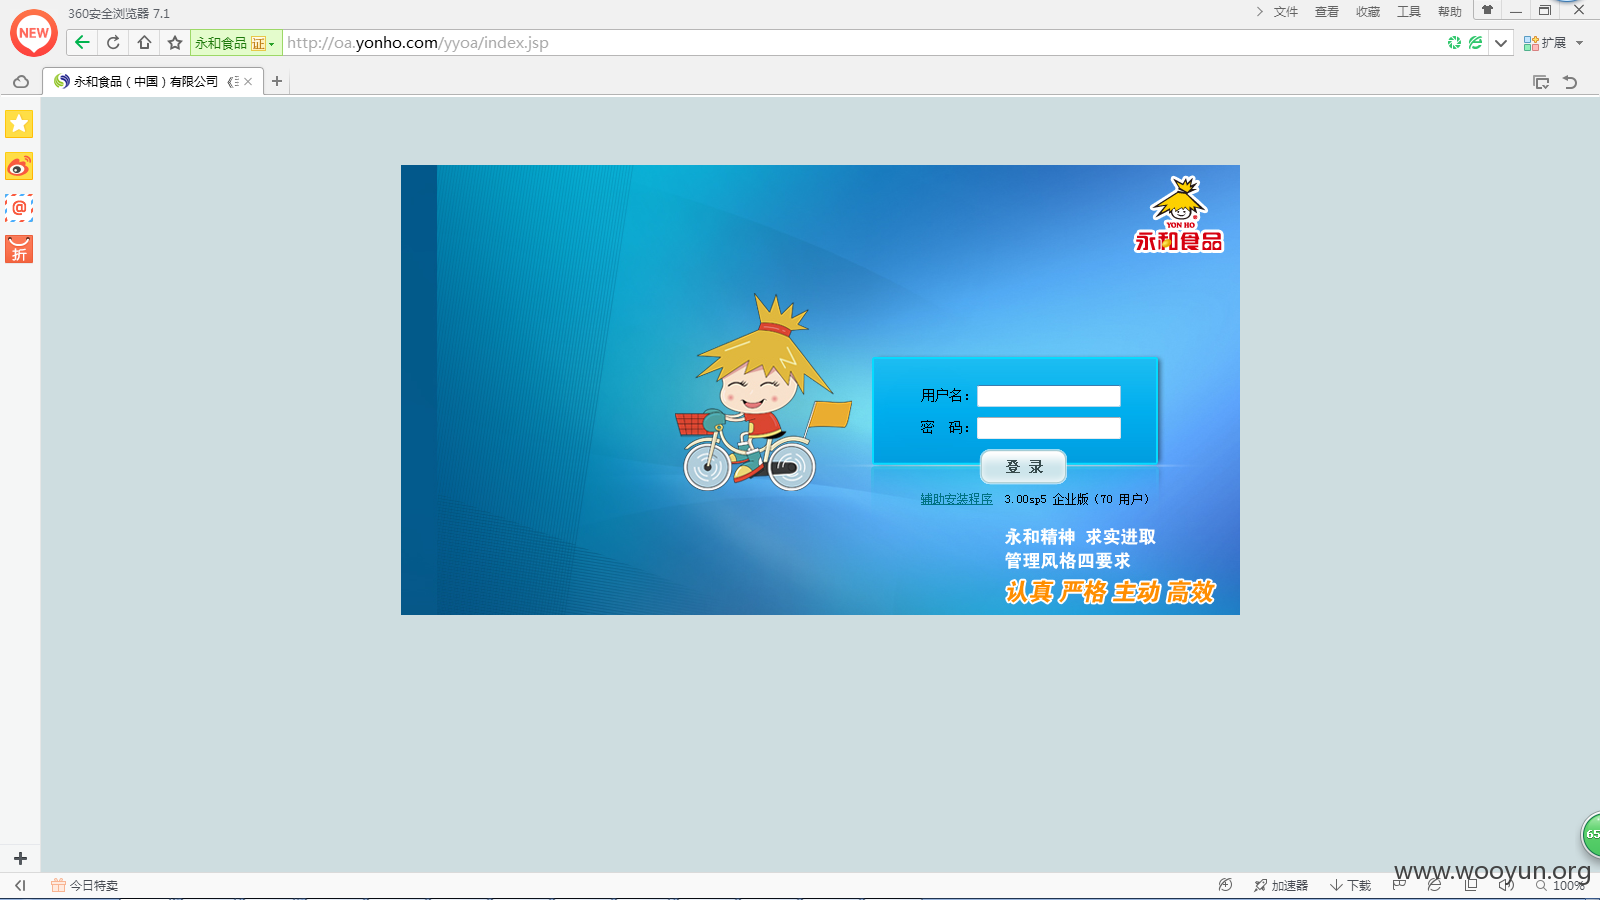 360安全浏览器 7.1
文件 查看 收藏 工具 帮助
NEW
永和食品 证
http://oa.yonho.com/yyoa/index.jsp
扩展
永和食品（中国）有限公司 《
@
折
YON HO
永和食品
用户名：
密 码：
登 录
辅助安装程序 3.00sp5 企业版（70 用户）
永和精神 求实进取
管理风格四要求
认真 严格 主动 高效
65
www.wooyun.org
今日特卖
加速器
下载
100%